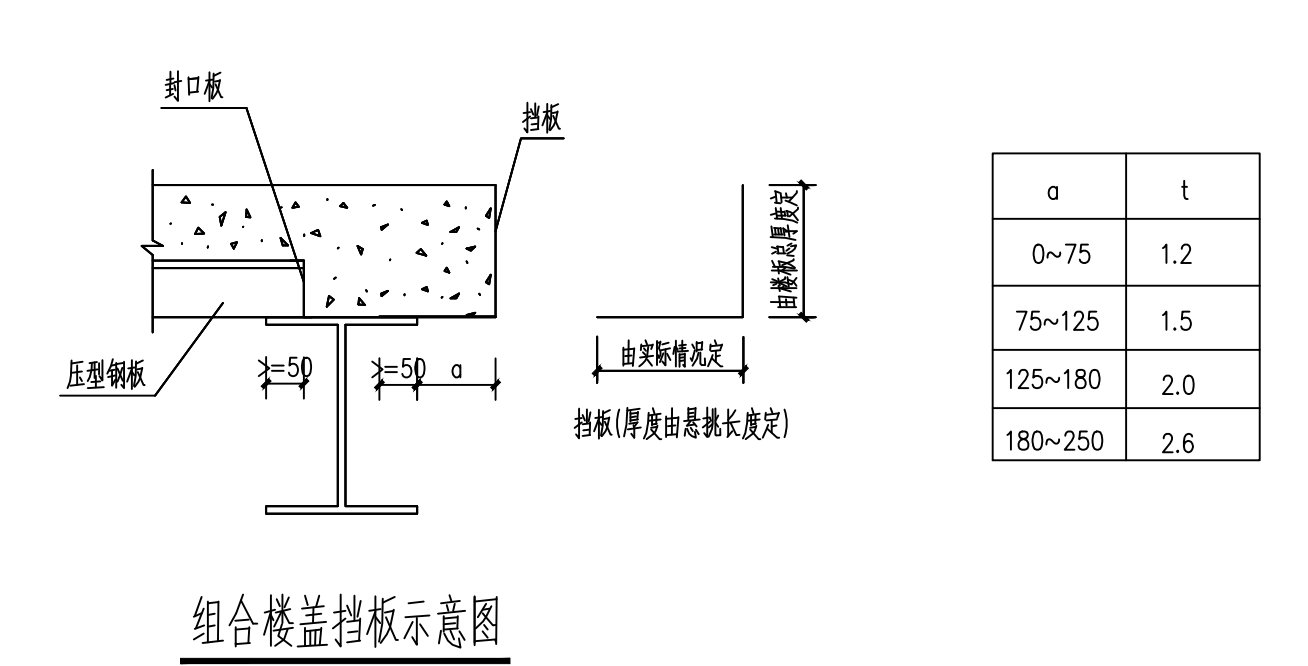 封口板
挡板
压型钢板
>=50
>=50
a
由楼板总厚度定
由实际情况定
挡板(厚度由悬挑长度定)
a t
0~75 1.2
75~125 1.5
125~180 2.0
180~250 2.6
组合楼盖挡板示意图